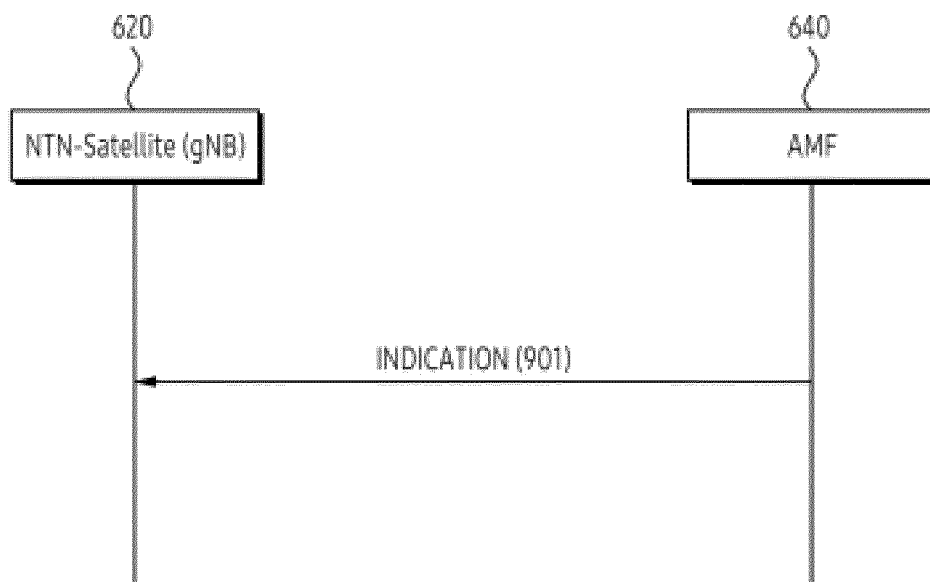 620
640
NTN-Satellite (gNB)
AMF
INDICATION (901)